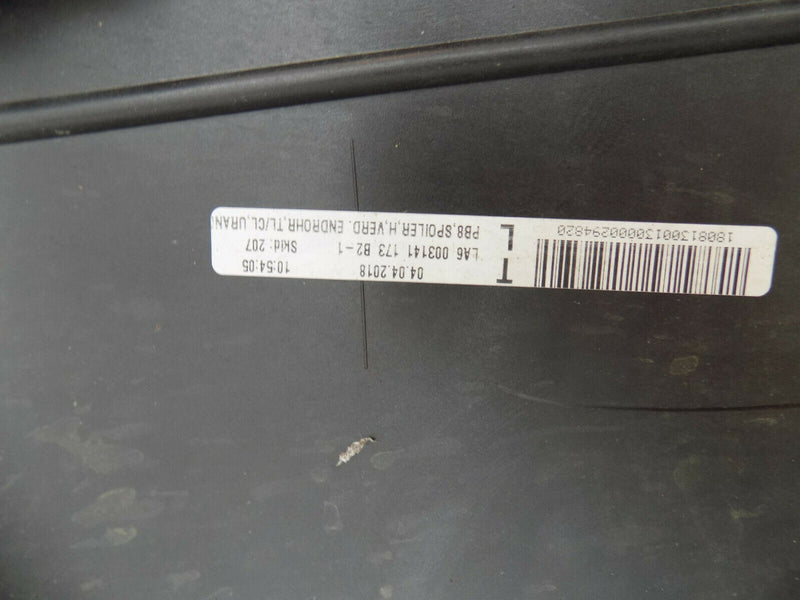 180813001300000294820
T
L
04.04.2018 10:54:05
LA6 003141 173 B2-1 Skid: 207
PB8,SPOILER,H,VERD. ENDROHR,TL/CL,URAN